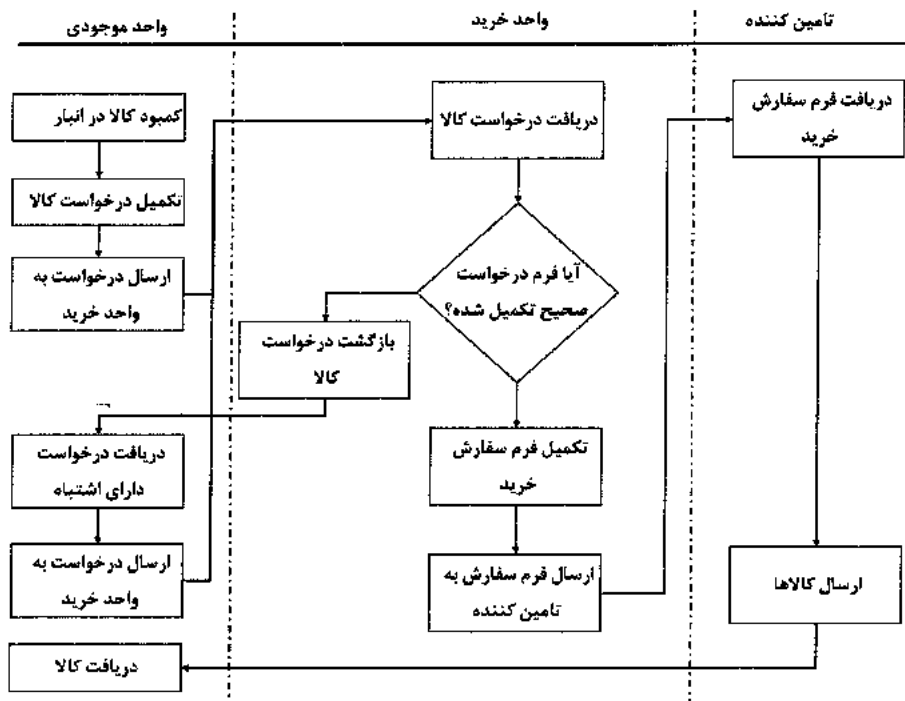 واحد موجودی
واحد خرید
تامین کننده
کمبود کالا در انبار
تکمیل درخواست کالا
ارسال درخواست به
واحد خرید
دریافت درخواست
دارای اشتباه
ارسال درخواست به
واحد خرید
دریافت کالا
دریافت درخواست کالا
آیا فرم درخواست
صحیح تکمیل شده؟
بازگشت درخواست
کالا
تکمیل فرم سفارش
خرید
ارسال فرم سفارش به
تامین کننده
دریافت فرم سفارش
خرید
ارسال کالاها